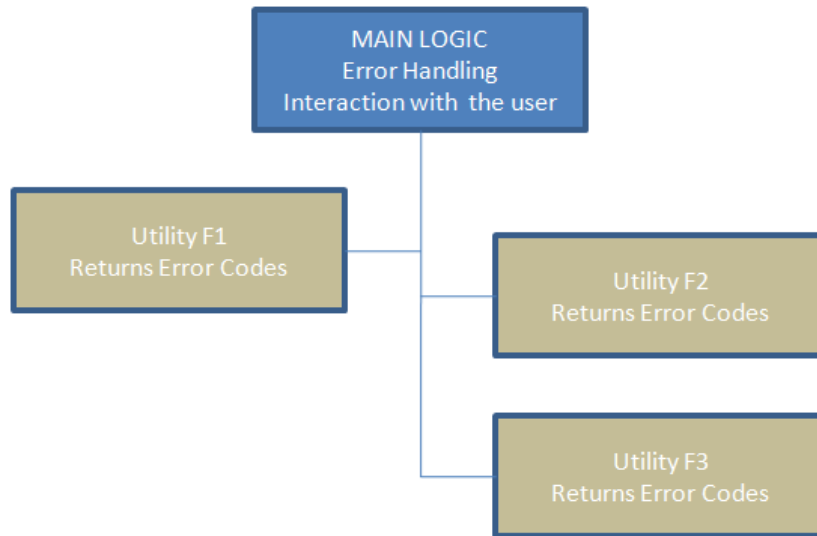 MAIN LOGIC
Error Handling
Interaction with the user
Utility F1
Returns Error Codes
Utility F2
Returns Error Codes
Utility F3
Returns Error Codes